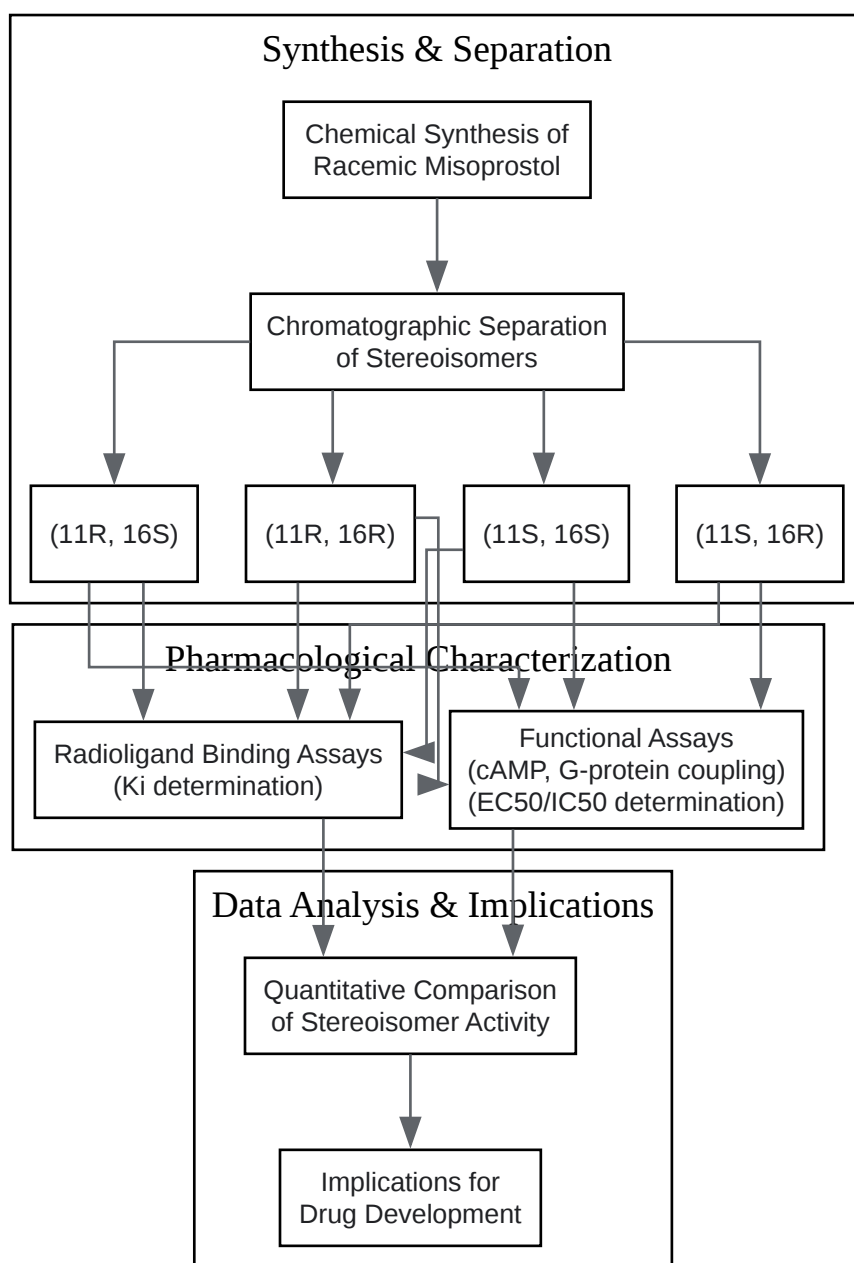 Synthesis & Separation
Chemical Synthesis of
Racemic Misoprostol
Chromatographic Separation
of Stereoisomers
(11R, 16S)
(11R, 16R)
(11S, 16S)
(11S, 16R)
Pharmacological Characterization
Radioligand Binding Assays
(Ki determination)
Functional Assays
(cAMP, G-protein coupling)
(EC50/IC50 determination)
Data Analysis & Implications
Quantitative Comparison
of Stereoisomer Activity
Implications for
Drug Development